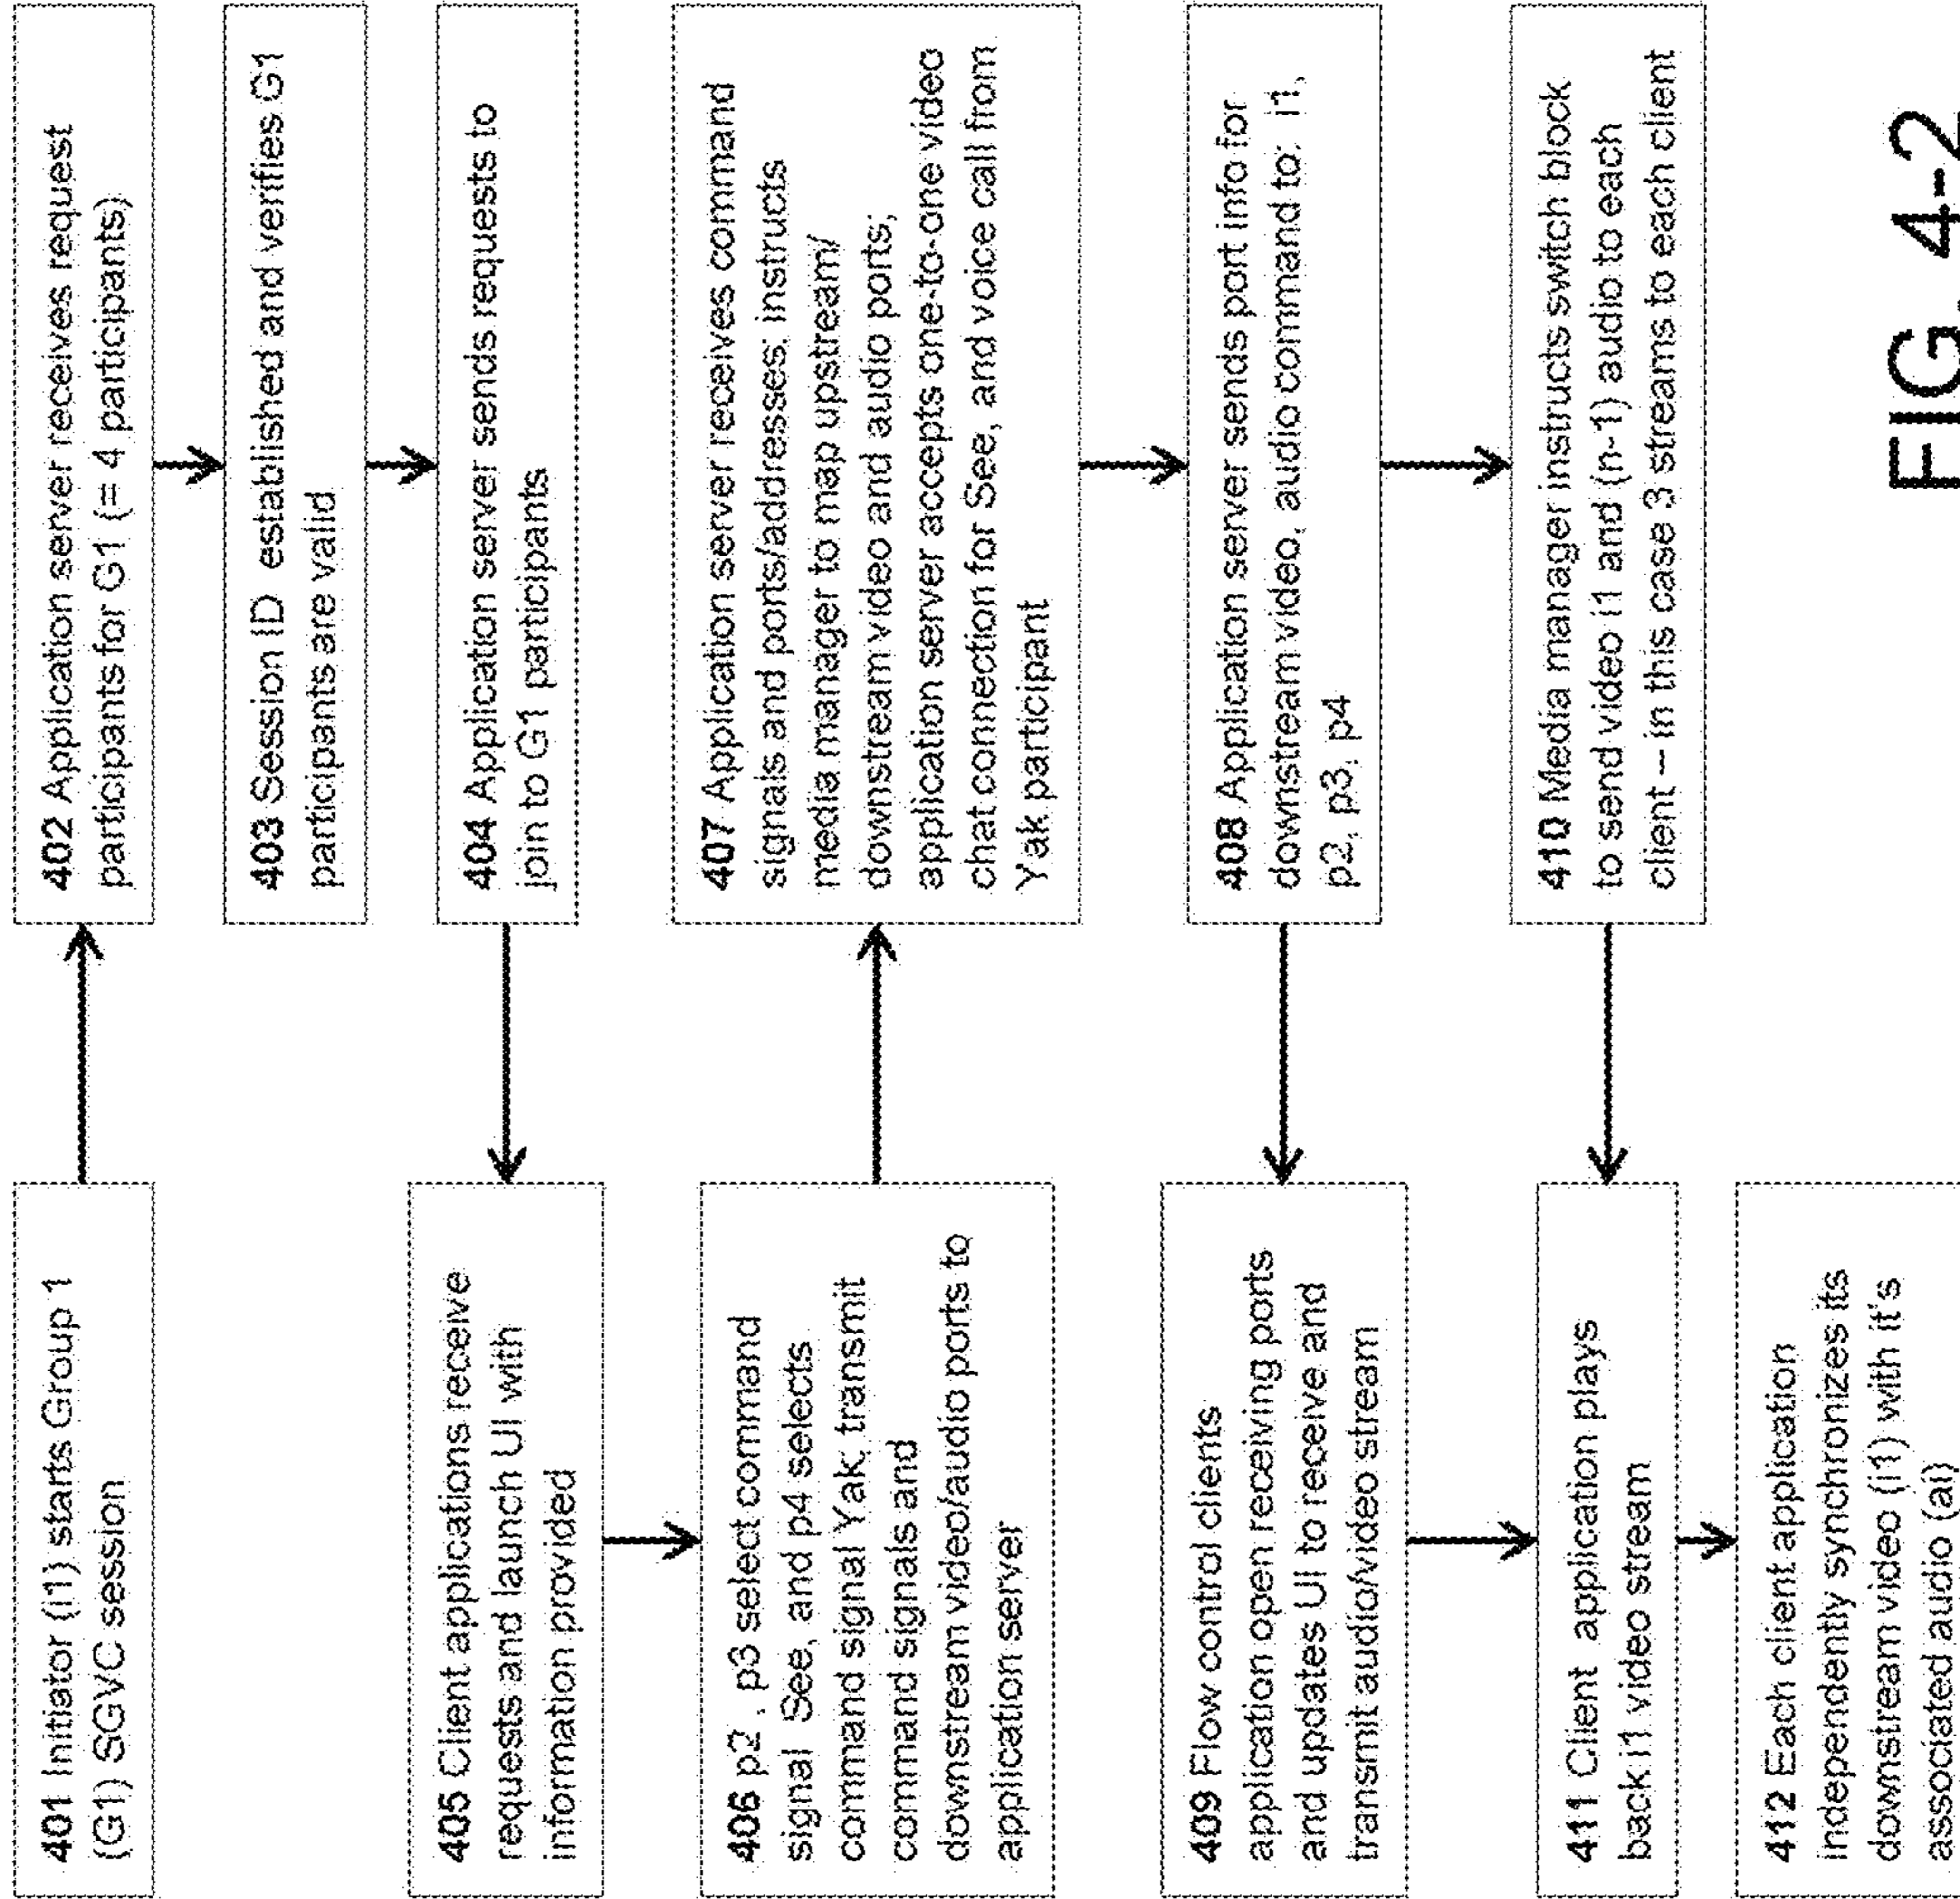 401 Initiator (i1) starts Group 1
(G1) SGVC session
402 Application server receives request
participants for G1 (= 4 participants)
403 Session ID established and verifies G1
participants are valid
404 Application server sends requests to
join to G1 participants
405 Client applications receive
requests and launch UI with
information provided
406 p2 , p3 select command
signal See, and p4 selects
command signal Yak; transmit
command signals and
downstream video/audio ports to
application server
407 Application server receives command
signals and ports/addresses; instructs
media manager to map upstream/
downstream video and audio ports;
application server accepts one-to-one video
chat connection for See, and voice call from
Yak participant
408 Application server sends port info for
downstream video, audio command to: i1,
p2, p3, p4
409 Flow control clients
application open receiving ports
and updates UI to receive and
transmit audio/video stream
410 Media manager instructs switch block
to send video i1 and (n-1) audio to each
client – in this case 3 streams to each client
411 Client application plays
back i1 video stream
412 Each client application
independently synchronizes its
downstream video (i1) with it's
associated audio (ai)
FIG. 4-2